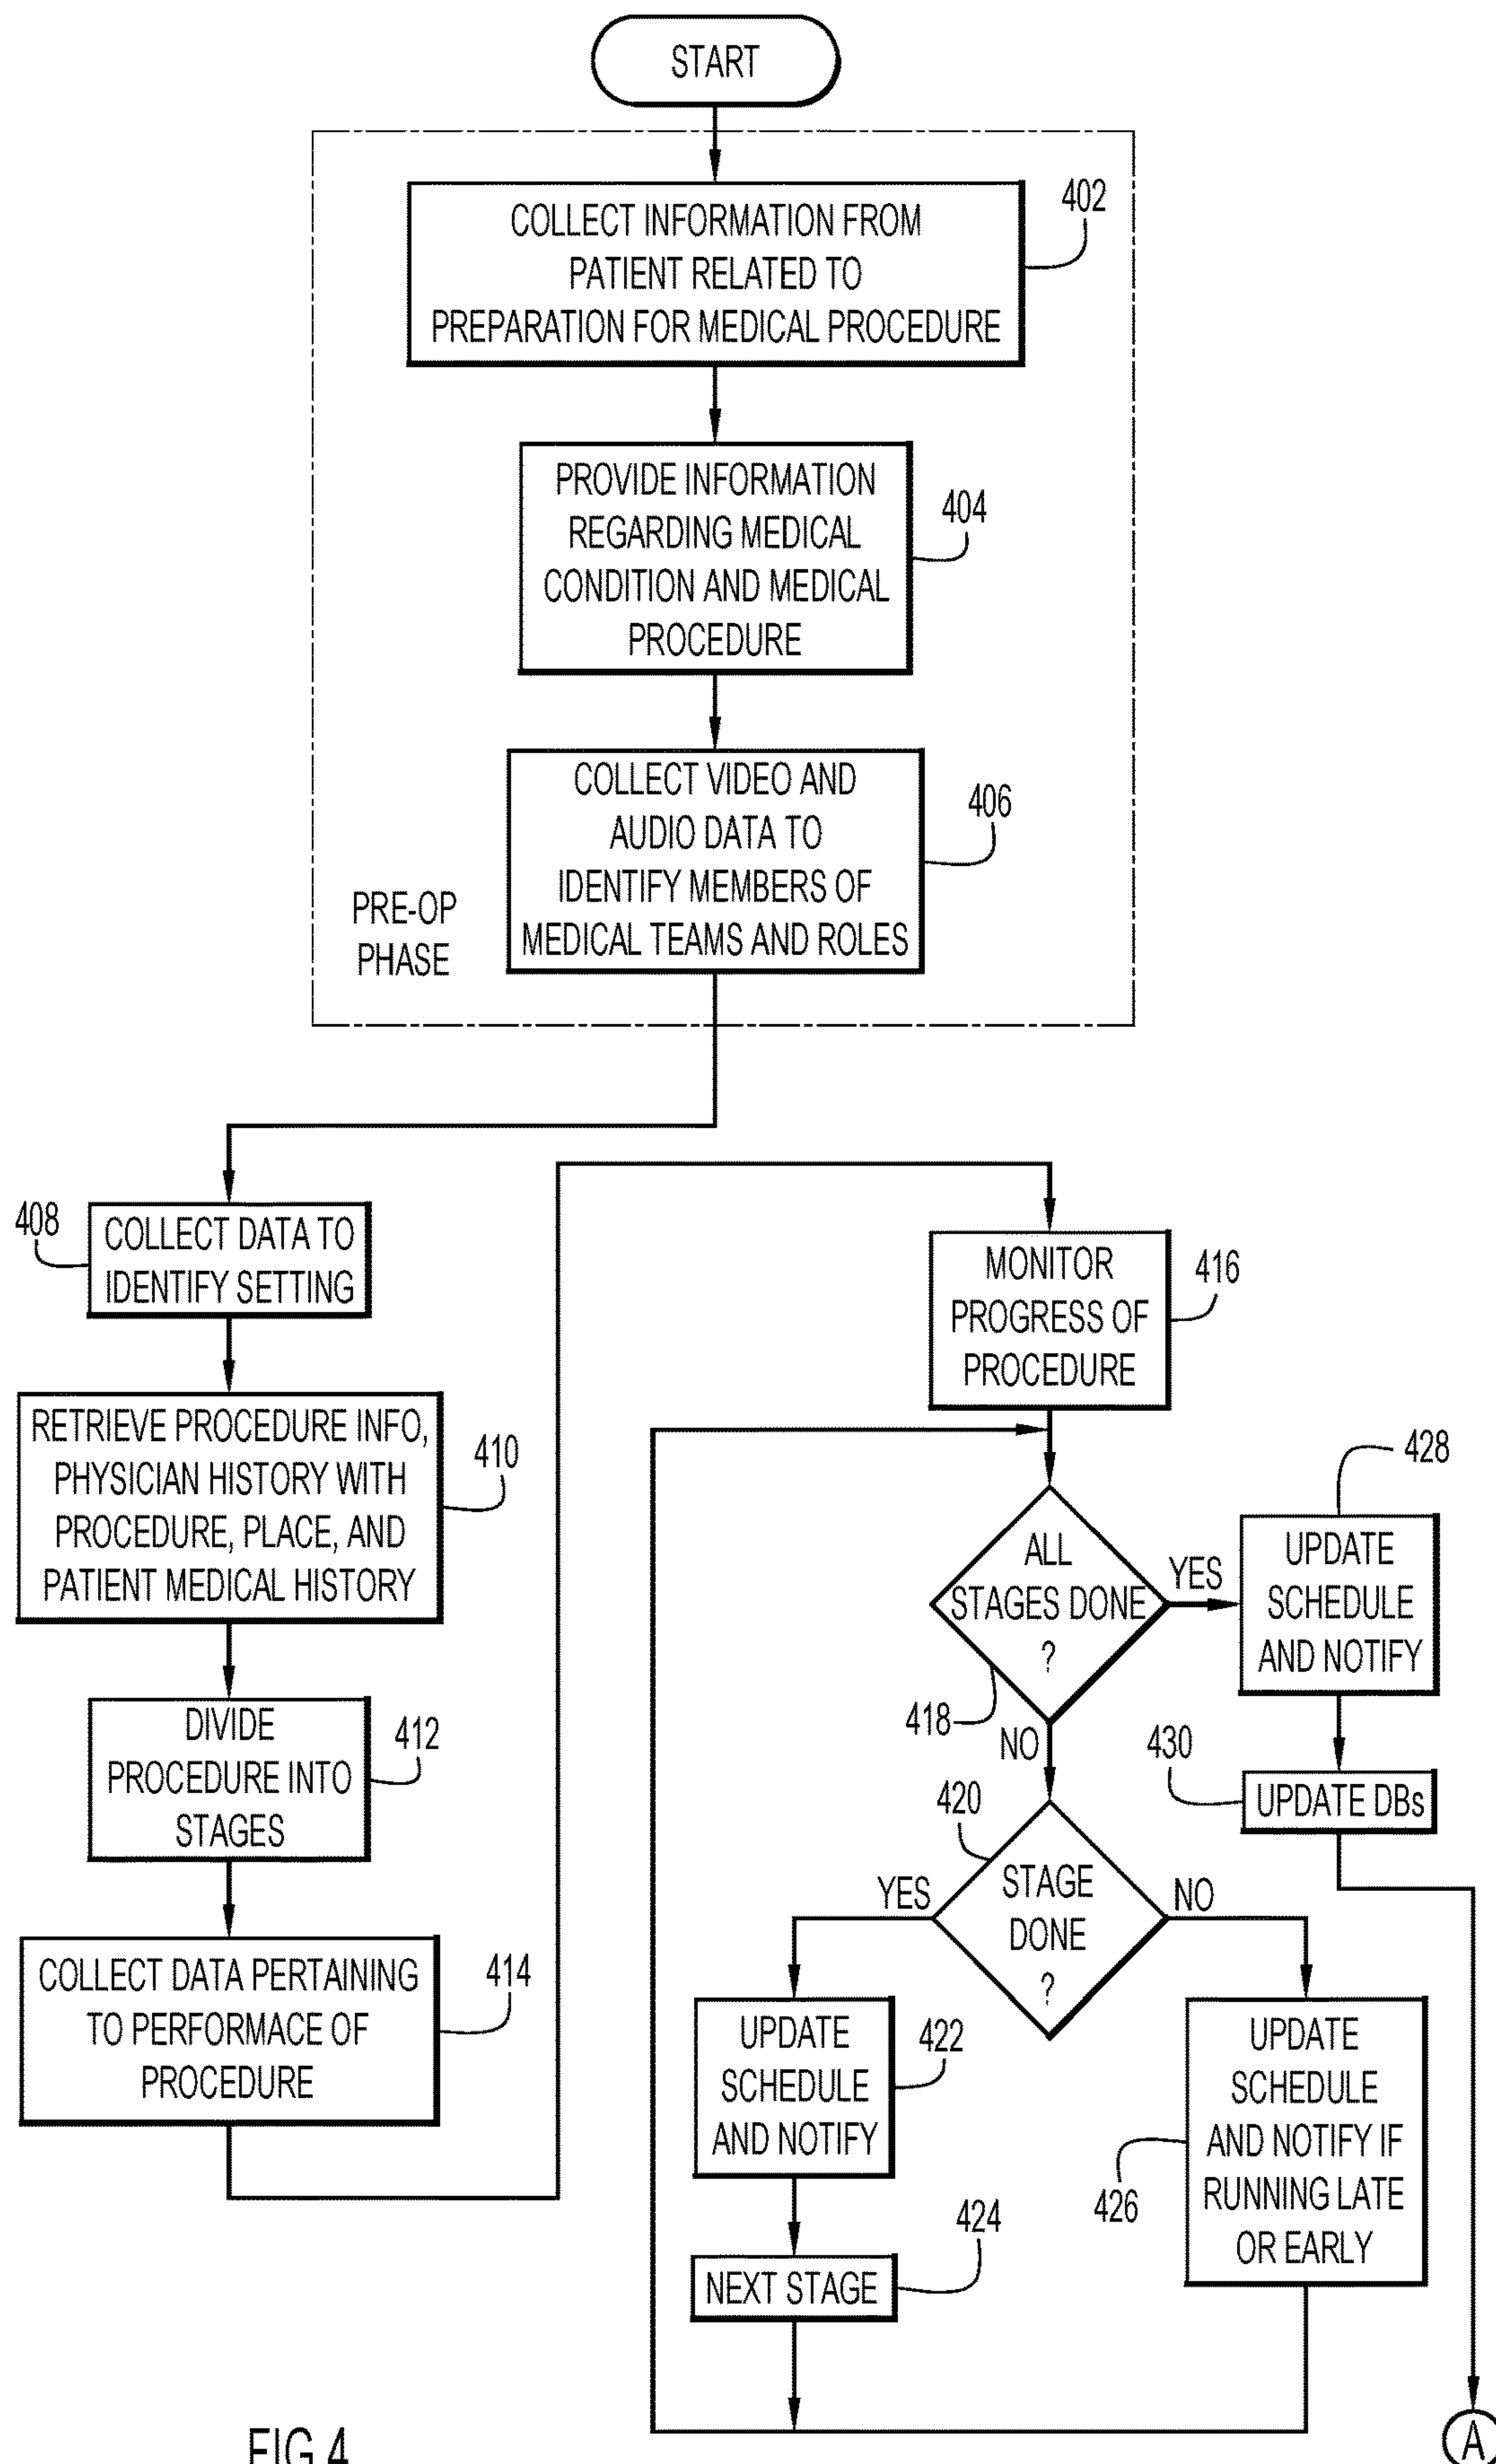 START
402
COLLECT INFORMATION FROM
PATIENT RELATED TO
PREPARATION FOR MEDICAL PROCEDURE
PROVIDE INFORMATION
REGARDING MEDICAL
CONDITION AND MEDICAL
PROCEDURE
404
COLLECT VIDEO AND
AUDIO DATA TO
IDENTIFY MEMBERS OF
MEDICAL TEAMS AND ROLES
406
PRE-OP
PHASE
408
COLLECT DATA TO
IDENTIFY SETTING
RETRIEVE PROCEDURE INFO,
PHYSICIAN HISTORY WITH
PROCEDURE, PLACE, AND
PATIENT MEDICAL HISTORY
410
DIVIDE
PROCEDURE INTO
STAGES
412
COLLECT DATA PERTAINING
TO PERFORMACE OF
PROCEDURE
414
MONITOR
PROGRESS OF
PROCEDURE
416
ALL
STAGES DONE
?
418
YES
NO
428
UPDATE
SCHEDULE
AND NOTIFY
430
UPDATE DBs
420
STAGE
DONE
?
YES
NO
UPDATE
SCHEDULE
AND NOTIFY
422
424
NEXT STAGE
UPDATE
SCHEDULE
AND NOTIFY IF
RUNNING LATE
OR EARLY
426
A
FIG.4